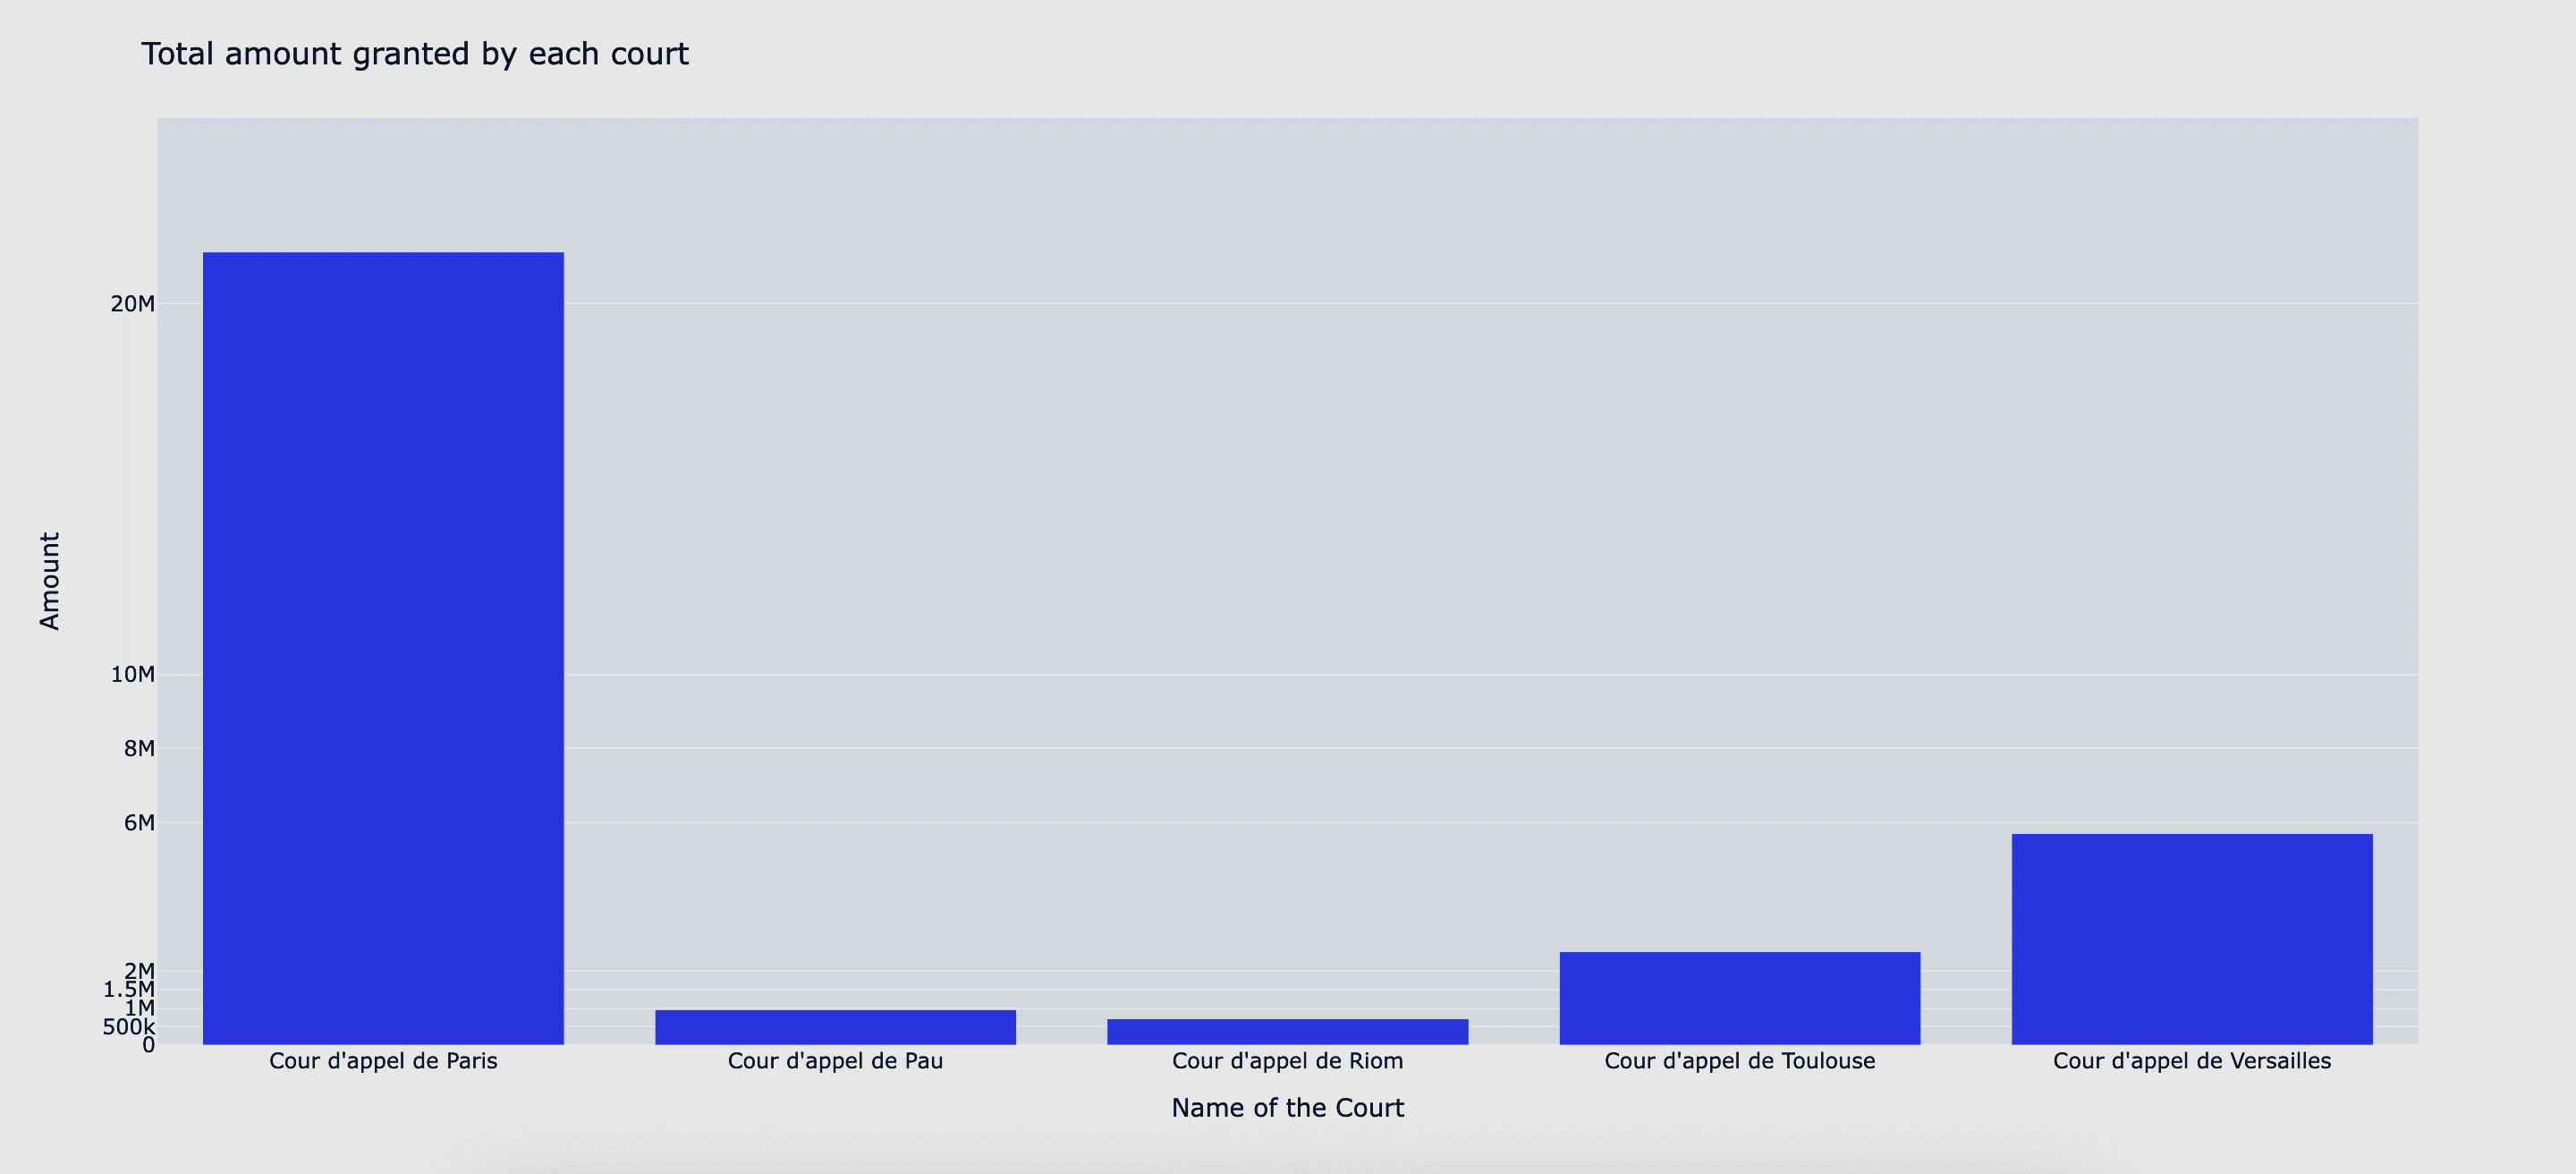 Total amount granted by each court
Amount
20M
10M
8M
6M
2M
1.5M
1M
500k
0
Cour d'appel de Paris
Cour d'appel de Pau
Cour d'appel de Riom
Cour d'appel de Toulouse
Cour d'appel de Versailles
Name of the Court